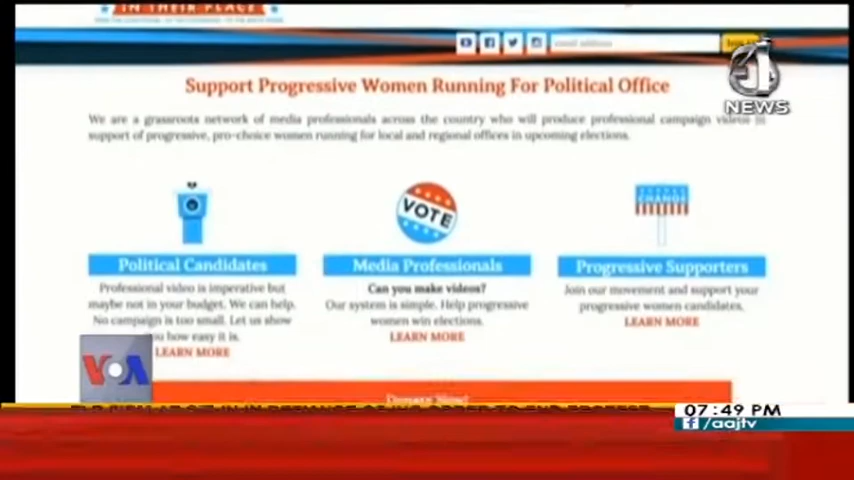 IN THEIR PLACE
email address
NEWS
Support Progressive Women Running For Political Office
We are a grassroots network of media professionals across the country who will produce professional campaign videos in
support of progressive, pro-choice women running for local and regional offices in upcoming elections.
VOTE
CHANGE
Political Candidates
Media Professionals
Progressive Supporters
Professional video is imperative but
maybe not in your budget. We can help.
No campaign is too small. Let us show
you how easy it is.
LEARN MORE
Can you make videos?
Our system is simple. Help progressive
women win elections.
LEARN MORE
Join our movement and support your
progressive women candidates.
LEARN MORE
VOA
Donate Now!
07:49 PM
/aajtv